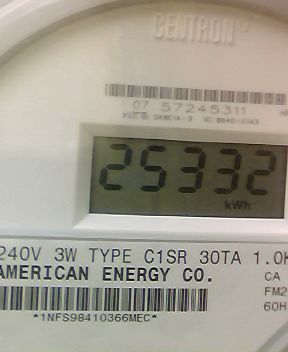 CENTRON®
07 57245311
25332
kWh
240V 3W TYPE C1SR 30TA 1.0K
AMERICAN ENERGY CO.
CA
FM2
60H
*1NFS98410366MEC*